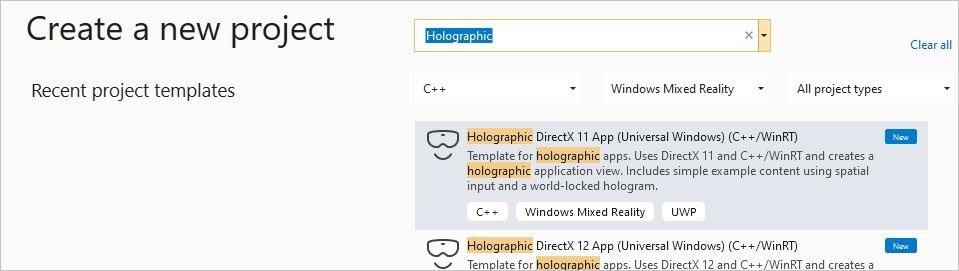 Create a new project
Holographic
Clear all
Recent project templates
C++
Windows Mixed Reality
All project types
Holographic DirectX 11 App (Universal Windows) (C++/WinRT)
New
Template for holographic apps. Uses DirectX 11 and C++/WinRT and creates a
holographic application view. Includes simple example content using spatial
input and a world-locked hologram.
C++
Windows Mixed Reality
UWP
Holographic DirectX 12 App (Universal Windows) (C++/WinRT)
New
Template for holographic apps. Uses DirectX 12 and C++/WinRT and creates a